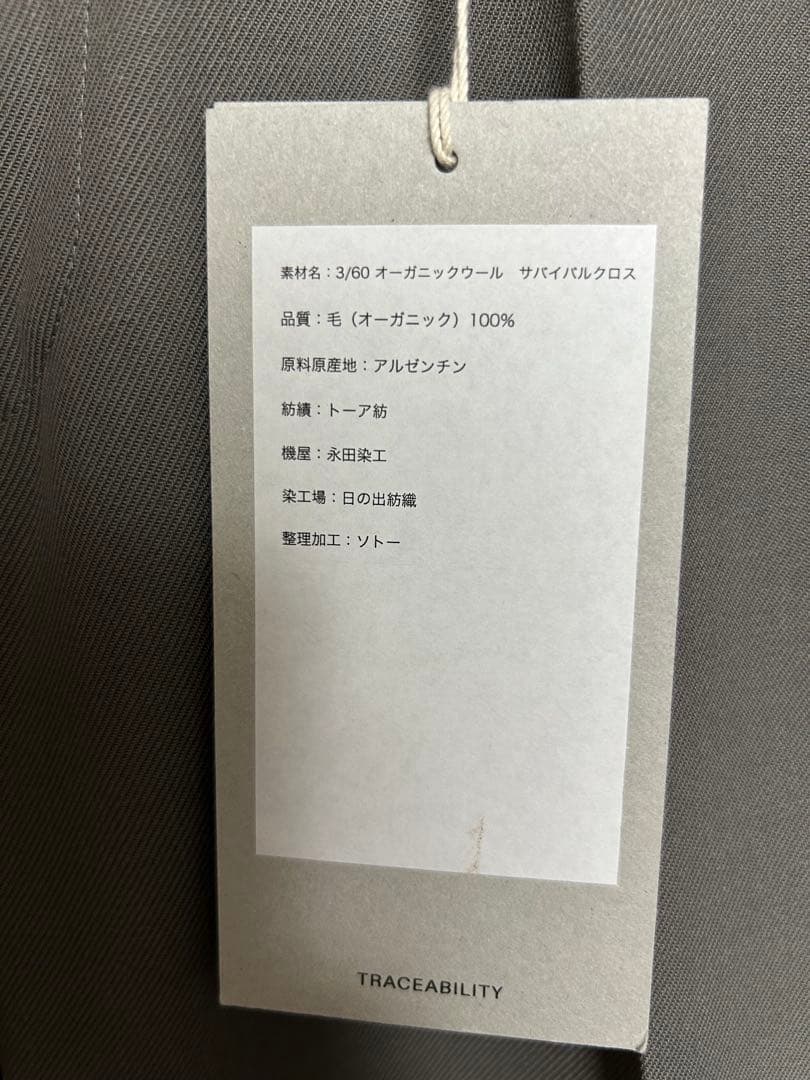 素材名：3/60 オーガニックウール　サバイバルクロス
品質：毛（オーガニック）100%
原料原産地：アルゼンチン
紡績：トーア紡
機屋：永田染工
染工場：日の出紡織
整理加工：ソトー
TRACEABILITY